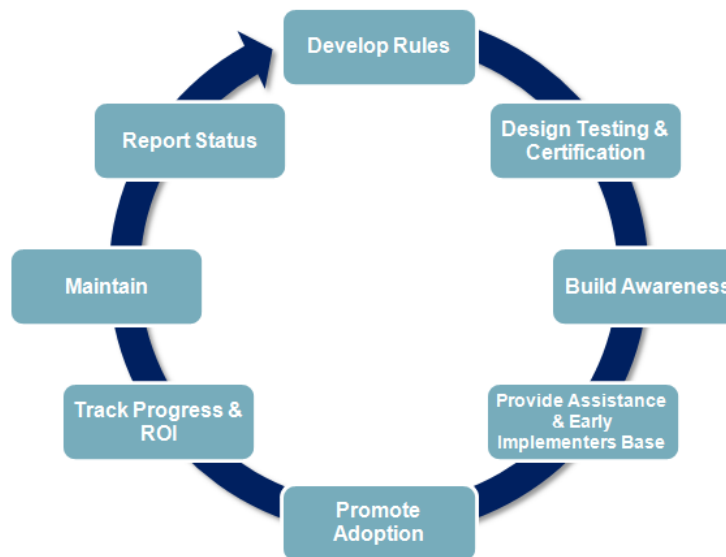 Develop Rules
Design Testing &
Certification
Build Awareness
Provide Assistance
& Early
Implementers Base
Promote
Adoption
Track Progress &
ROI
Maintain
Report Status